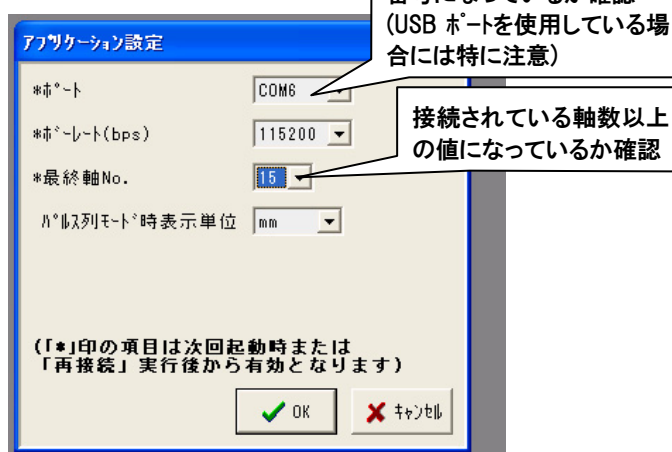 (USB ﾎﾟｰﾄを使用している場
合には特に注意)
ｱﾌﾟﾘｹｰｼｮﾝ設定
*ﾎﾟｰﾄ
COM6
接続されている軸数以上
の値になっているか確認
*ﾎﾞｰﾚｰﾄ(bps)
115200
*最終軸No.
15
ﾊﾟﾙｽ列ﾓｰﾄﾞ時表示単位
mm
(「*」印の項目は次回起動時または
「再接続」実行後から有効となります)
OK
ｷｬﾝｾﾙ